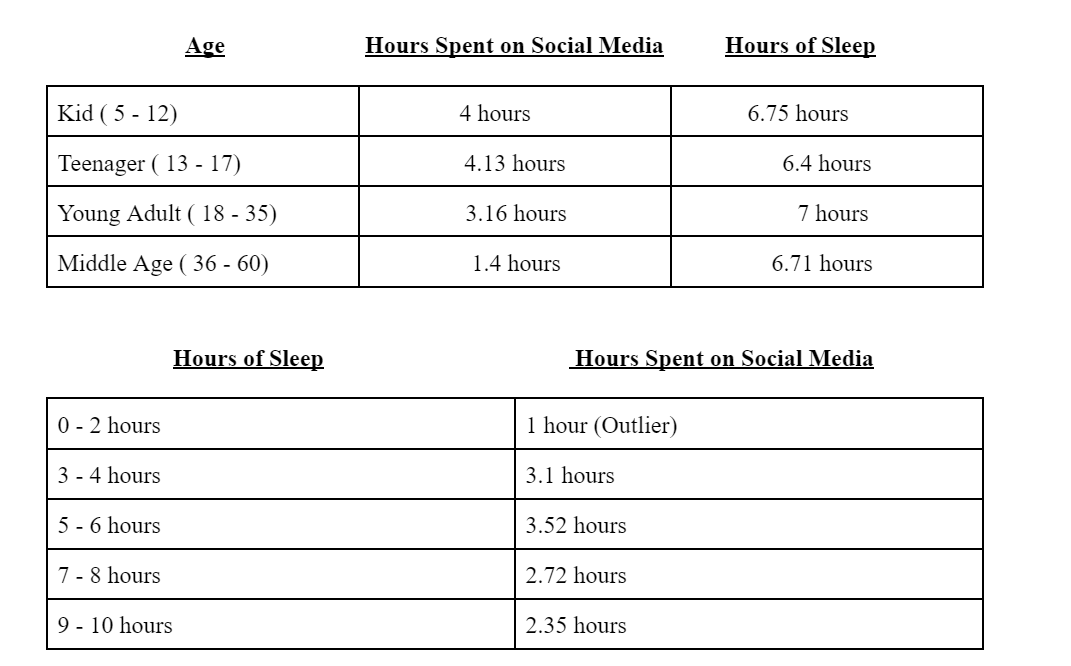 Age Hours Spent on Social Media Hours of Sleep
Kid ( 5 - 12) 4 hours 6.75 hours
Teenager ( 13 - 17) 4.13 hours 6.4 hours
Young Adult ( 18 - 35) 3.16 hours 7 hours
Middle Age ( 36 - 60) 1.4 hours 6.71 hours
Hours of Sleep Hours Spent on Social Media
0 - 2 hours 1 hour (Outlier)
3 - 4 hours 3.1 hours
5 - 6 hours 3.52 hours
7 - 8 hours 2.72 hours
9 - 10 hours 2.35 hours